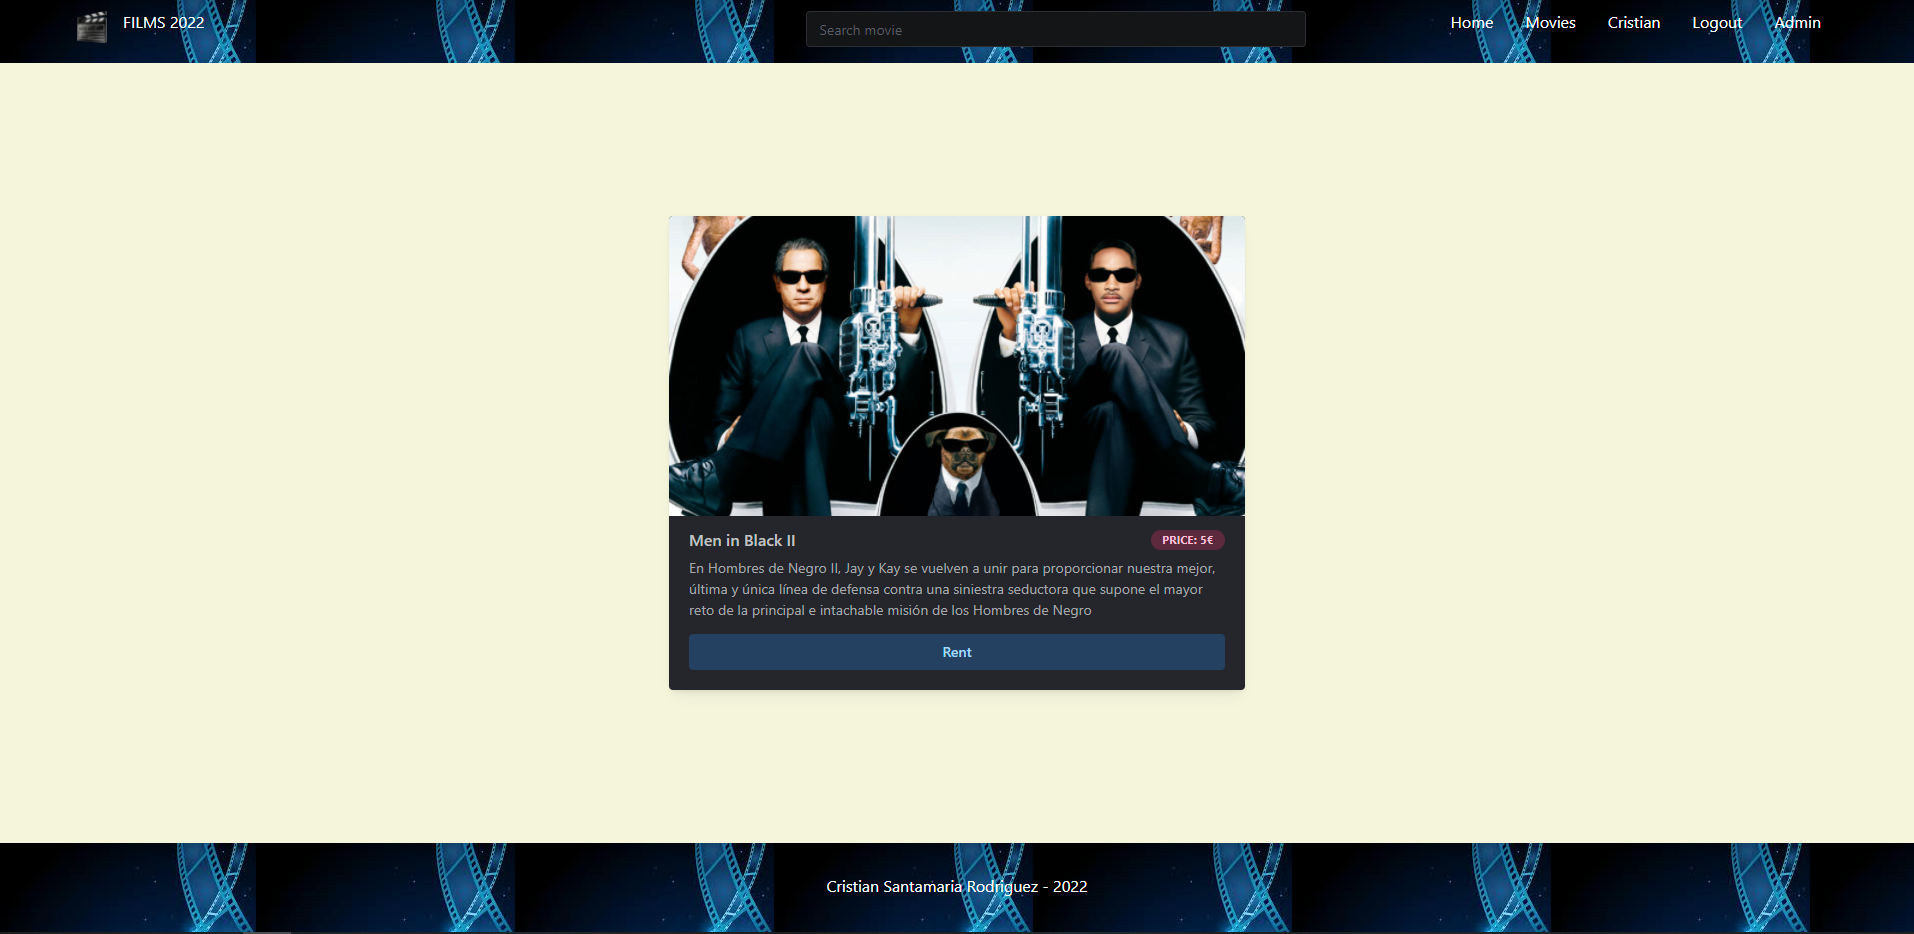 FILMS 2022
Search movie
Home
Movies
Cristian
Logout
Admin
Men in Black II
PRICE: 5€
En Hombres de Negro II, Jay y Kay se vuelven a unir para proporcionar nuestra mejor,
última y única línea de defensa contra una siniestra seductora que supone el mayor
reto de la principal e intachable misión de los Hombres de Negro
Rent
Cristian Santamaria Rodriguez - 2022